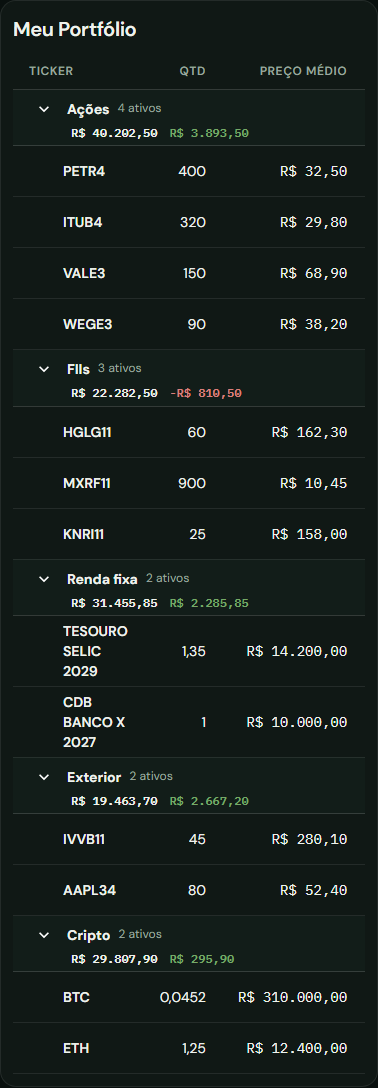 Meu Portfólio
TICKER QTD PREÇO MÉDIO
Ações 4 ativos
R$ 40.202,50 R$ 3.893,50
PETR4 400 R$ 32,50
ITUB4 320 R$ 29,80
VALE3 150 R$ 68,90
WEGE3 90 R$ 38,20
FIIs 3 ativos
R$ 22.282,50 -R$ 810,50
HGLG11 60 R$ 162,30
MXRF11 900 R$ 10,45
KNRI11 25 R$ 158,00
Renda fixa 2 ativos
R$ 31.455,85 R$ 2.285,85
TESOURO
SELIC 1,35 R$ 14.200,00
2029
CDB
BANCO X 1 R$ 10.000,00
2027
Exterior 2 ativos
R$ 19.463,70 R$ 2.667,20
IVVB11 45 R$ 280,10
AAPL34 80 R$ 52,40
Cripto 2 ativos
R$ 29.807,90 R$ 295,90
BTC 0,0452 R$ 310.000,00
ETH 1,25 R$ 12.400,00